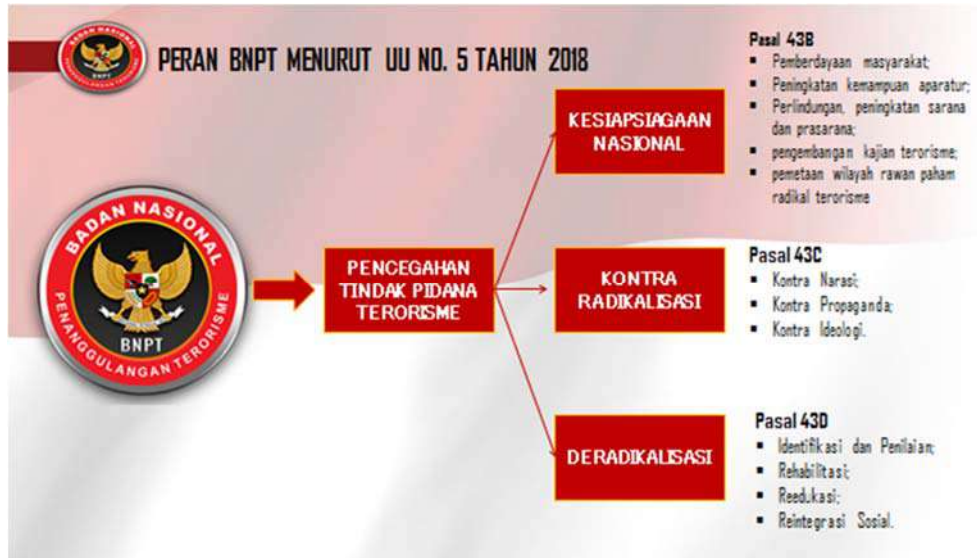 BADAN NASIONAL
PENANGGULANGAN TERORISME
BNPT
PERAN BNPT MENURUT UU NO. 5 TAHUN 2018
BADAN NASIONAL
PENANGGULANGAN TERORISME
BNPT
PENCEGAHAN
TINDAK PIDANA
TERORISME
KESIAPSIAGAAN
NASIONAL
Pasal 43B
▪ Pemberdayaan masyarakat;
▪ Peningkatan kemampuan aparatur;
▪ Perlindungan, peningkatan sarana
dan prasarana;
▪ pengembangan kajian terorisme;
▪ pemetaan wilayah rawan paham
radikal terorisme
KONTRA
RADIKALISASI
Pasal 43C
▪ Kontra Narasi;
▪ Kontra Propaganda;
▪ Kontra Ideologi.
DERADIKALISASI
Pasal 43D
▪ Identifikasi dan Penilaian;
▪ Rehabilitasi;
▪ Reedukasi;
▪ Reintegrasi Sosial.